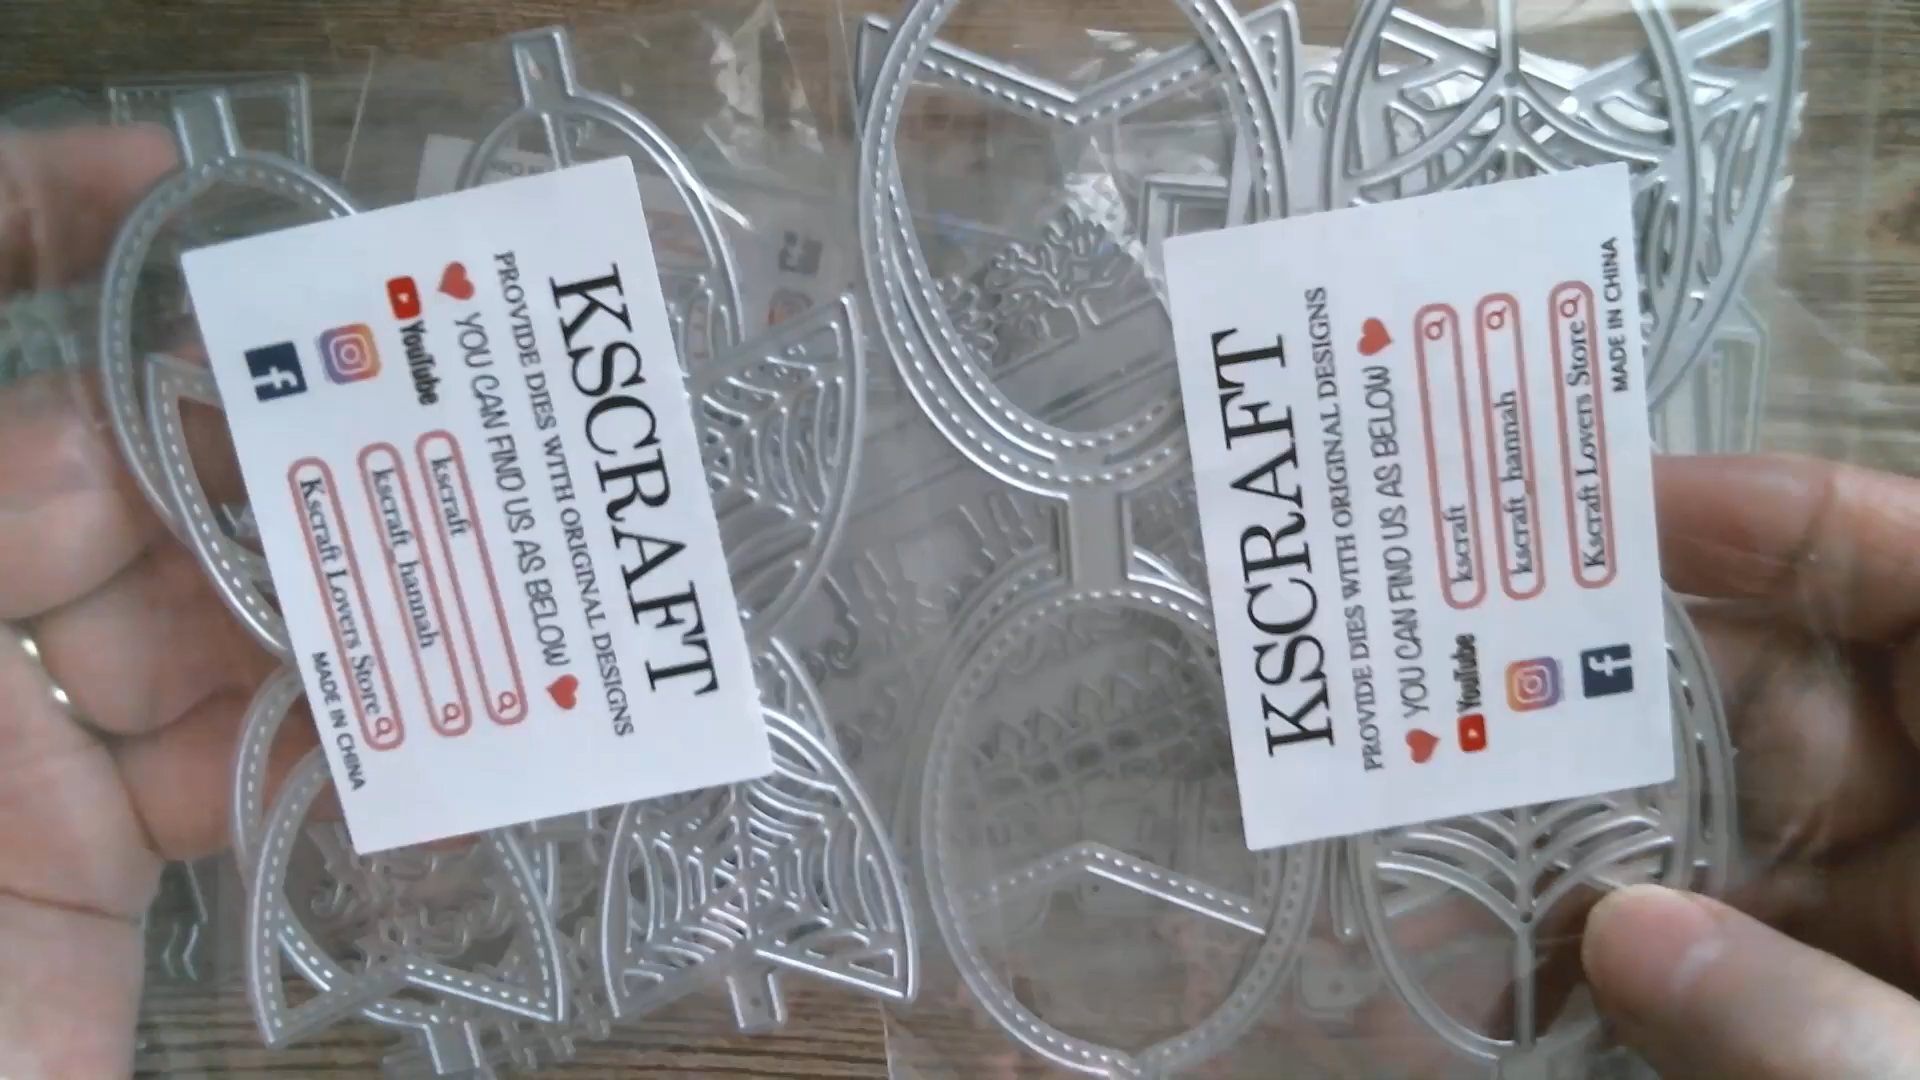 KSCRAFT
PROVIDE DIES WITH ORIGINAL DESIGNS
YOU CAN FIND US AS BELOW
YouTube kscraft
kscraft_hannah
f Kscraft Lovers Store
MADE IN CHINA
KSCRAFT
PROVIDE DIES WITH ORIGINAL DESIGNS
YOU CAN FIND US AS BELOW
YouTube kscraft
kscraft_hannah
f Kscraft Lovers Store
MADE IN CHINA